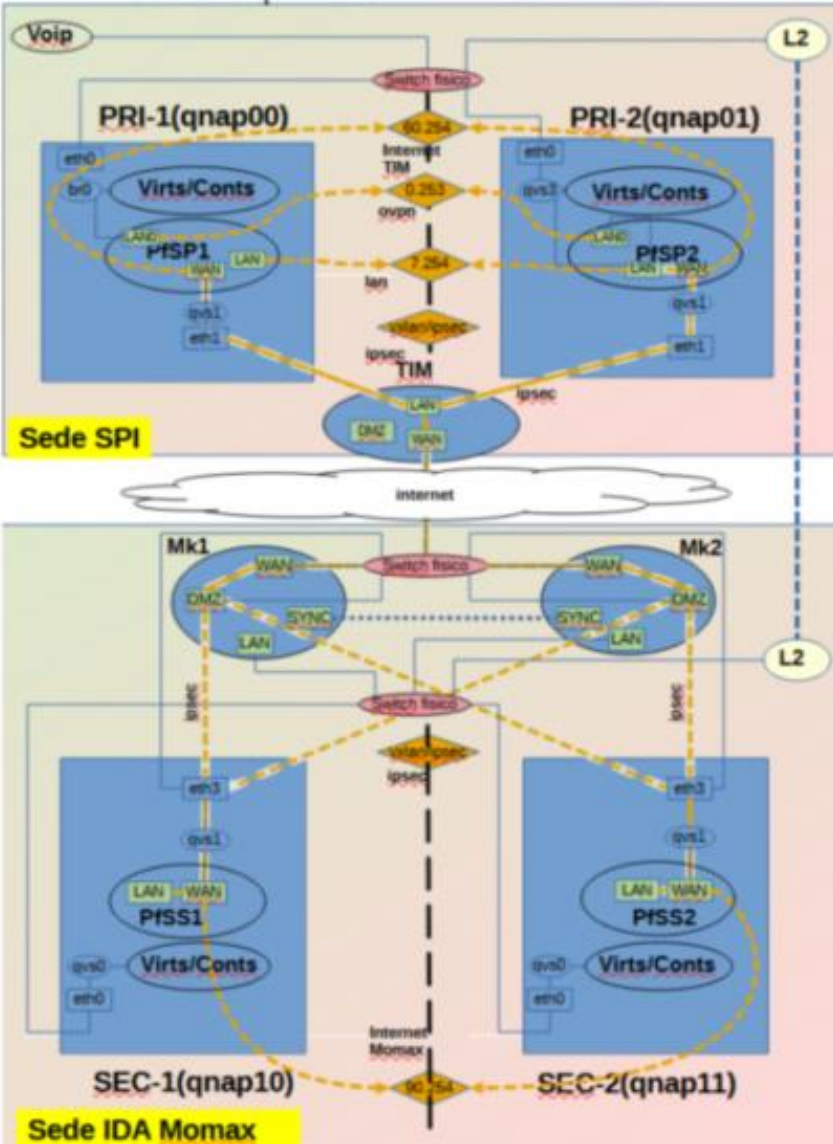 Voip
L2
Switch fisico
PRI-1(qnap00)
60.254
PRI-2(qnap01)
Internet
TIM
eth0
eth0
br0
Virts/Conts
0.253
qvs3
Virts/Conts
ovpn
LAN2
PfSP1
LAN
WAN
LAN2
PfSP2
LAN
WAN
7.254
lan
qvs1
eth1
qvs1
eth1
vslan/ipsec
ipsec
TIM
ipsec
LAN
DMZ
WAN
Sede SPI
internet
Mk1
Mk2
WAN
Switch fisico
WAN
DMZ
DMZ
SYNC
SYNC
LAN
LAN
L2
ipsec
Switch fisico
ipsec
ipsec
eth3
eth3
qvs1
qvs1
LAN
WAN
LAN
WAN
PfSS1
PfSS2
qvs0
Virts/Conts
qvs0
Virts/Conts
eth0
eth0
Internet
Momax
SEC-1(qnap10)
90.254
SEC-2(qnap11)
Sede IDA Momax